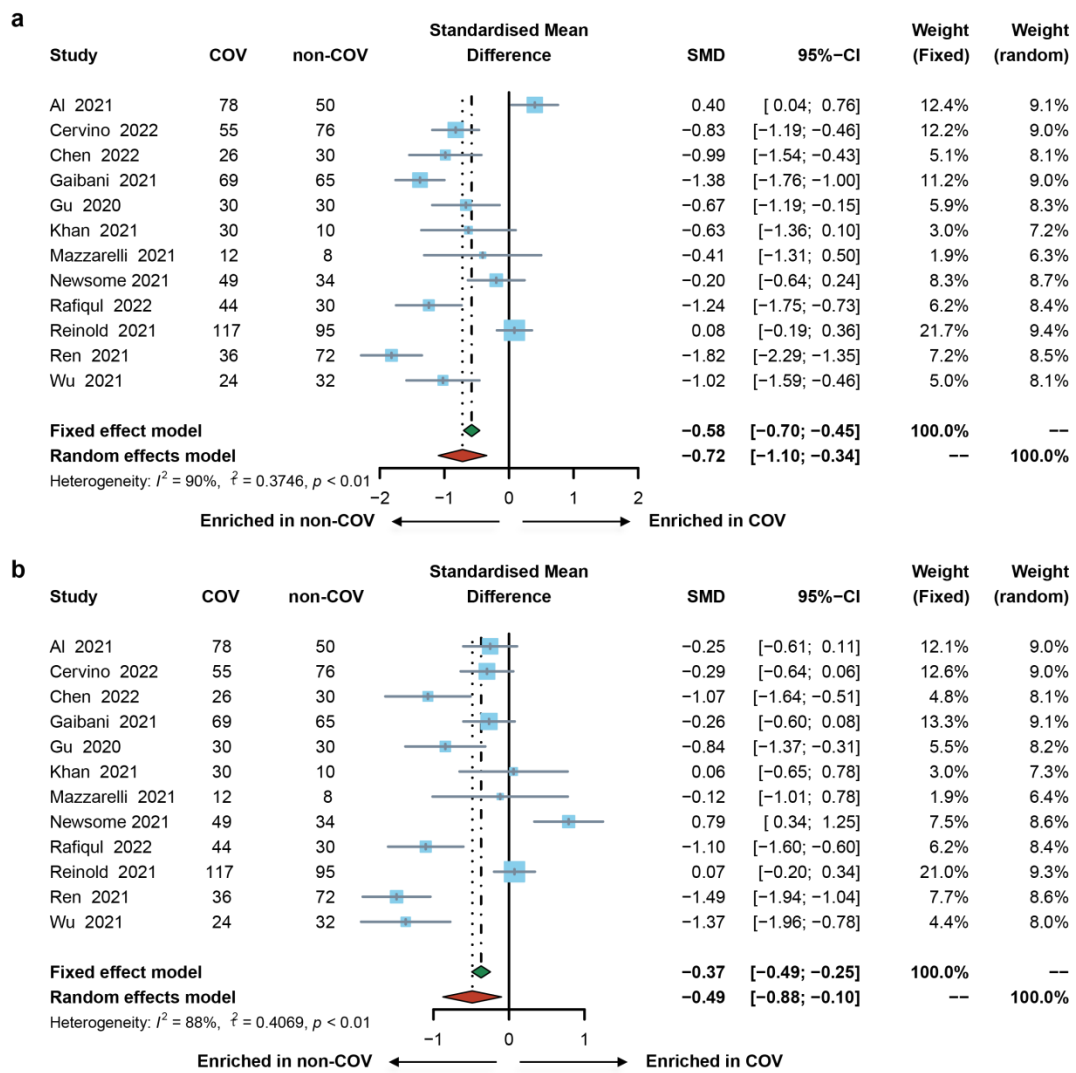 a
Standardised Mean Weight Weight
Study COV non-COV Difference SMD 95%−CI (Fixed) (random)
Al 2021 78 50 0.40 [ 0.04; 0.76] 12.4% 9.1%
Cervino 2022 55 76 −0.83 [−1.19; −0.46] 12.2% 9.0%
Chen 2022 26 30 −0.99 [−1.54; −0.43] 5.1% 8.1%
Gaibani 2021 69 65 −1.38 [−1.76; −1.00] 11.2% 9.0%
Gu 2020 30 30 −0.67 [−1.19; −0.15] 5.9% 8.3%
Khan 2021 30 10 −0.63 [−1.36; 0.10] 3.0% 7.2%
Mazzarelli 2021 12 8 −0.41 [−1.31; 0.50] 1.9% 6.3%
Newsome 2021 49 34 −0.20 [−0.64; 0.24] 8.3% 8.7%
Rafiqul 2022 44 30 −1.24 [−1.75; −0.73] 6.2% 8.4%
Reinold 2021 117 95 0.08 [−0.19; 0.36] 21.7% 9.4%
Ren 2021 36 72 −1.82 [−2.29; −1.35] 7.2% 8.5%
Wu 2021 24 32 −1.02 [−1.59; −0.46] 5.0% 8.1%
Fixed effect model −0.58 [−0.70; −0.45] 100.0% −−
Random effects model −0.72 [−1.10; −0.34] −− 100.0%
Heterogeneity: I² = 90%, τ² = 0.3746, p < 0.01
−2 −1 0 1 2
Enriched in non-COV Enriched in COV
b
Standardised Mean Weight Weight
Study COV non-COV Difference SMD 95%−CI (Fixed) (random)
Al 2021 78 50 −0.25 [−0.61; 0.11] 12.1% 9.0%
Cervino 2022 55 76 −0.29 [−0.64; 0.06] 12.6% 9.0%
Chen 2022 26 30 −1.07 [−1.64; −0.51] 4.8% 8.1%
Gaibani 2021 69 65 −0.26 [−0.60; 0.08] 13.3% 9.1%
Gu 2020 30 30 −0.84 [−1.37; −0.31] 5.5% 8.2%
Khan 2021 30 10 0.06 [−0.65; 0.78] 3.0% 7.3%
Mazzarelli 2021 12 8 −0.12 [−1.01; 0.78] 1.9% 6.4%
Newsome 2021 49 34 0.79 [ 0.34; 1.25] 7.5% 8.6%
Rafiqul 2022 44 30 −1.10 [−1.60; −0.60] 6.2% 8.4%
Reinold 2021 117 95 0.07 [−0.20; 0.34] 21.0% 9.3%
Ren 2021 36 72 −1.49 [−1.94; −1.04] 7.7% 8.6%
Wu 2021 24 32 −1.37 [−1.96; −0.78] 4.4% 8.0%
Fixed effect model −0.37 [−0.49; −0.25] 100.0% −−
Random effects model −0.49 [−0.88; −0.10] −− 100.0%
Heterogeneity: I² = 88%, τ² = 0.4069, p < 0.01
−1 0 1
Enriched in non-COV Enriched in COV